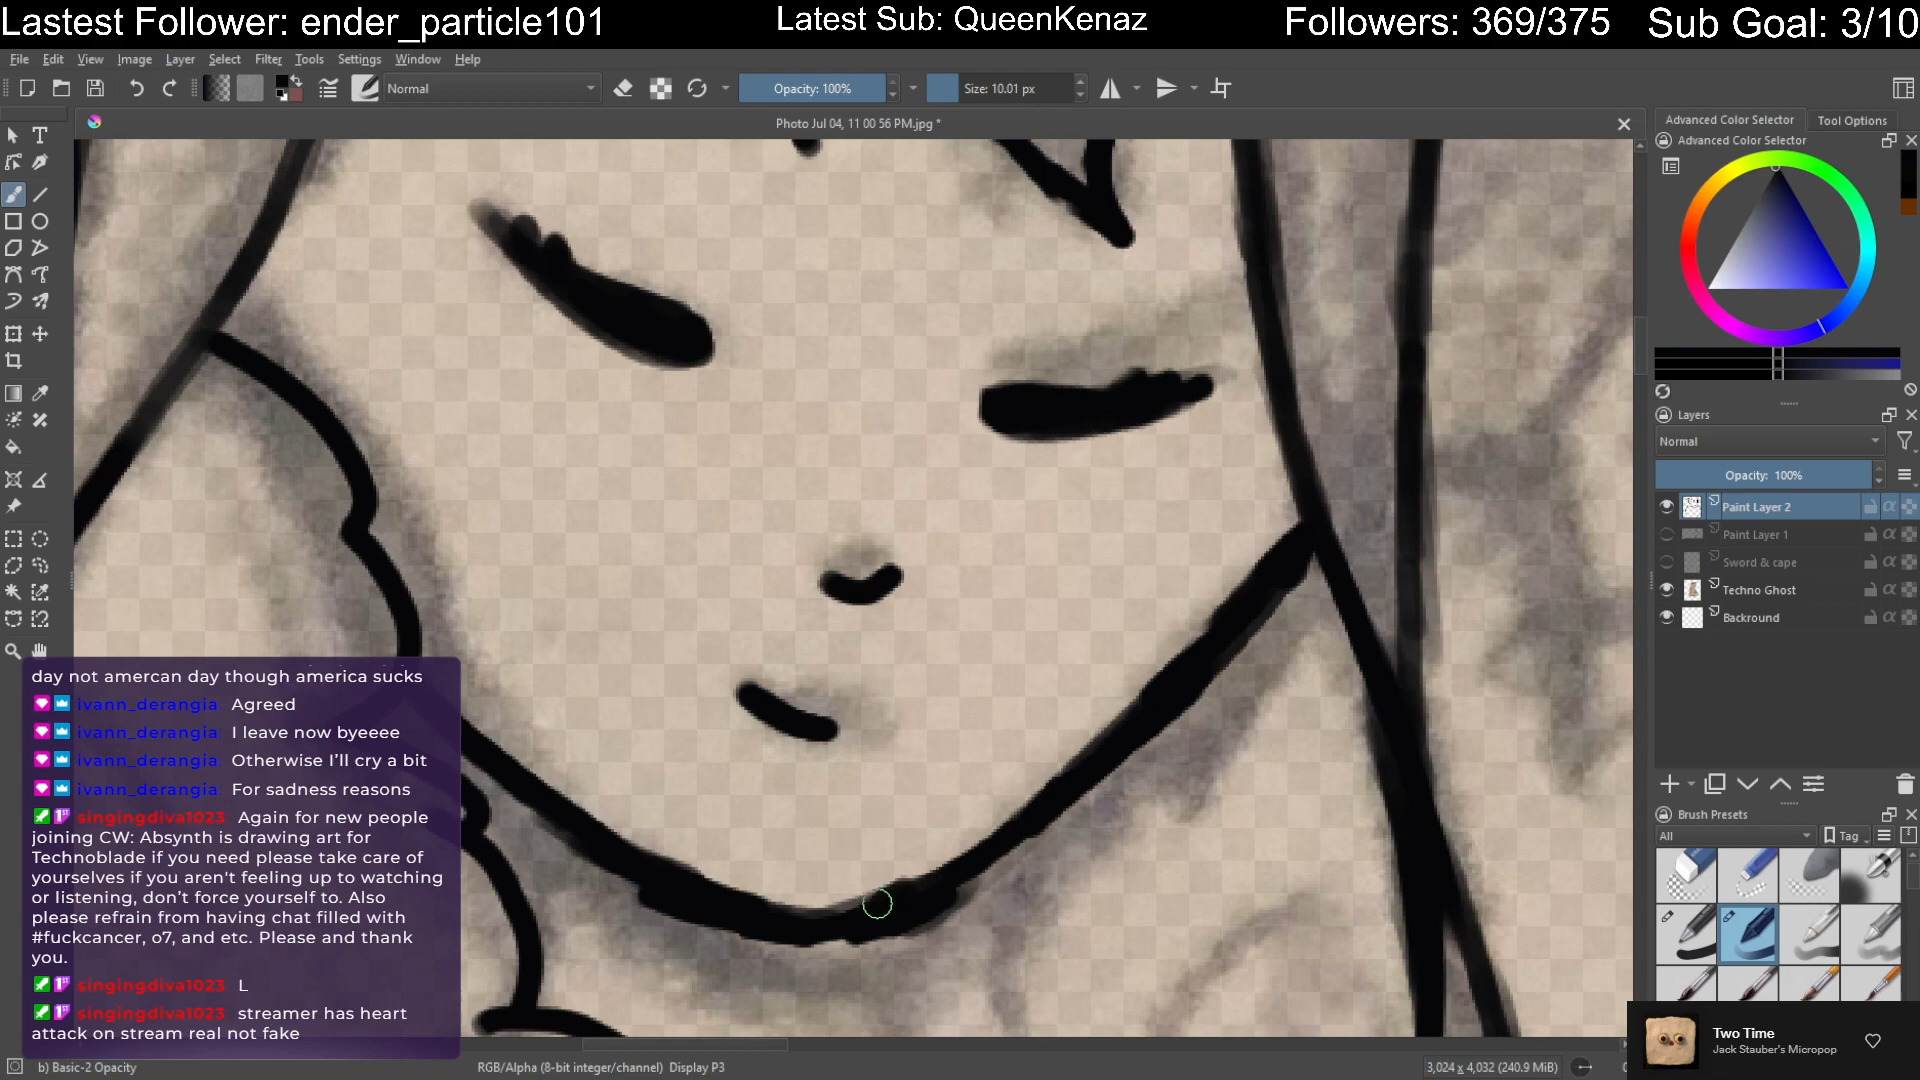 Lastest Follower: ender_particle101
Latest Sub: QueenKenaz
Followers: 369/375
Sub Goal: 3/10
File Edit View Image Layer Select Filter Tools Settings Window Help
Normal
Opacity: 100%
Size: 10.01 px
Photo Jul 04, 11 00 56 PM.jpg *
Advanced Color Selector
Tool Options
Advanced Color Selector
Layers
Normal
Opacity: 100%
Paint Layer 2
Paint Layer 1
Sword & cape
Techno Ghost
Backround
Brush Presets
All
Tag
day not amercan day though america sucks
ivann_derangia: Agreed
ivann_derangia: I leave now byeeee
ivann_derangia: Otherwise I'll cry a bit
ivann_derangia: For sadness reasons
singingdiva1023: Again for new people
joining CW: Absynth is drawing art for
Technoblade if you need please take care of
yourselves if you aren't feeling up to watching
or listening, don't force yourself to. Also
please refrain from having chat filled with
#fuckcancer, o7, and etc. Please and thank
you.
singingdiva1023: L
singingdiva1023: streamer has heart
attack on stream real not fake
Two Time
Jack Stauber's Micropop
b) Basic-2 Opacity
RGB/Alpha (8-bit integer/channel) Display P3
3,024 x 4,032 (240.9 MiB)